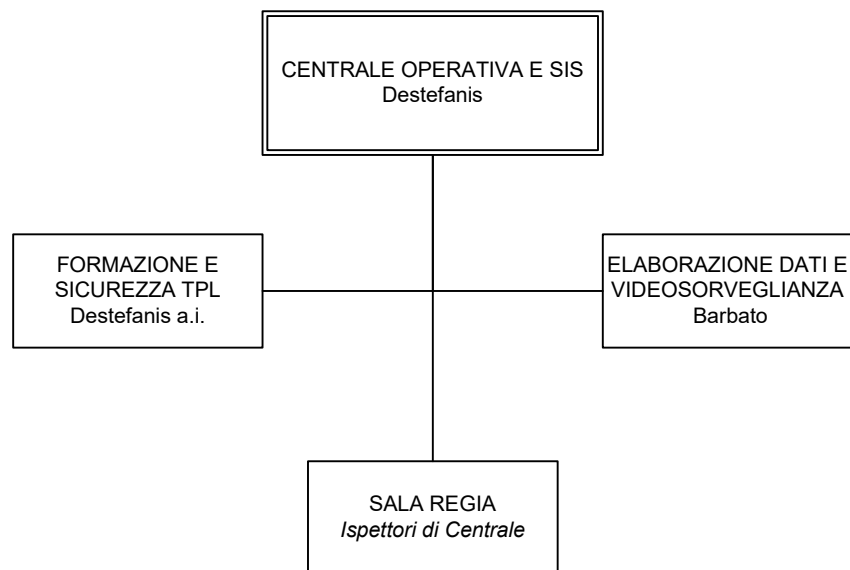 CENTRALE OPERATIVA E SIS
Destefanis
FORMAZIONE E
SICUREZZA TPL
Destefanis a.i.
ELABORAZIONE DATI E
VIDEOSORVEGLIANZA
Barbato
SALA REGIA
Ispettori di Centrale